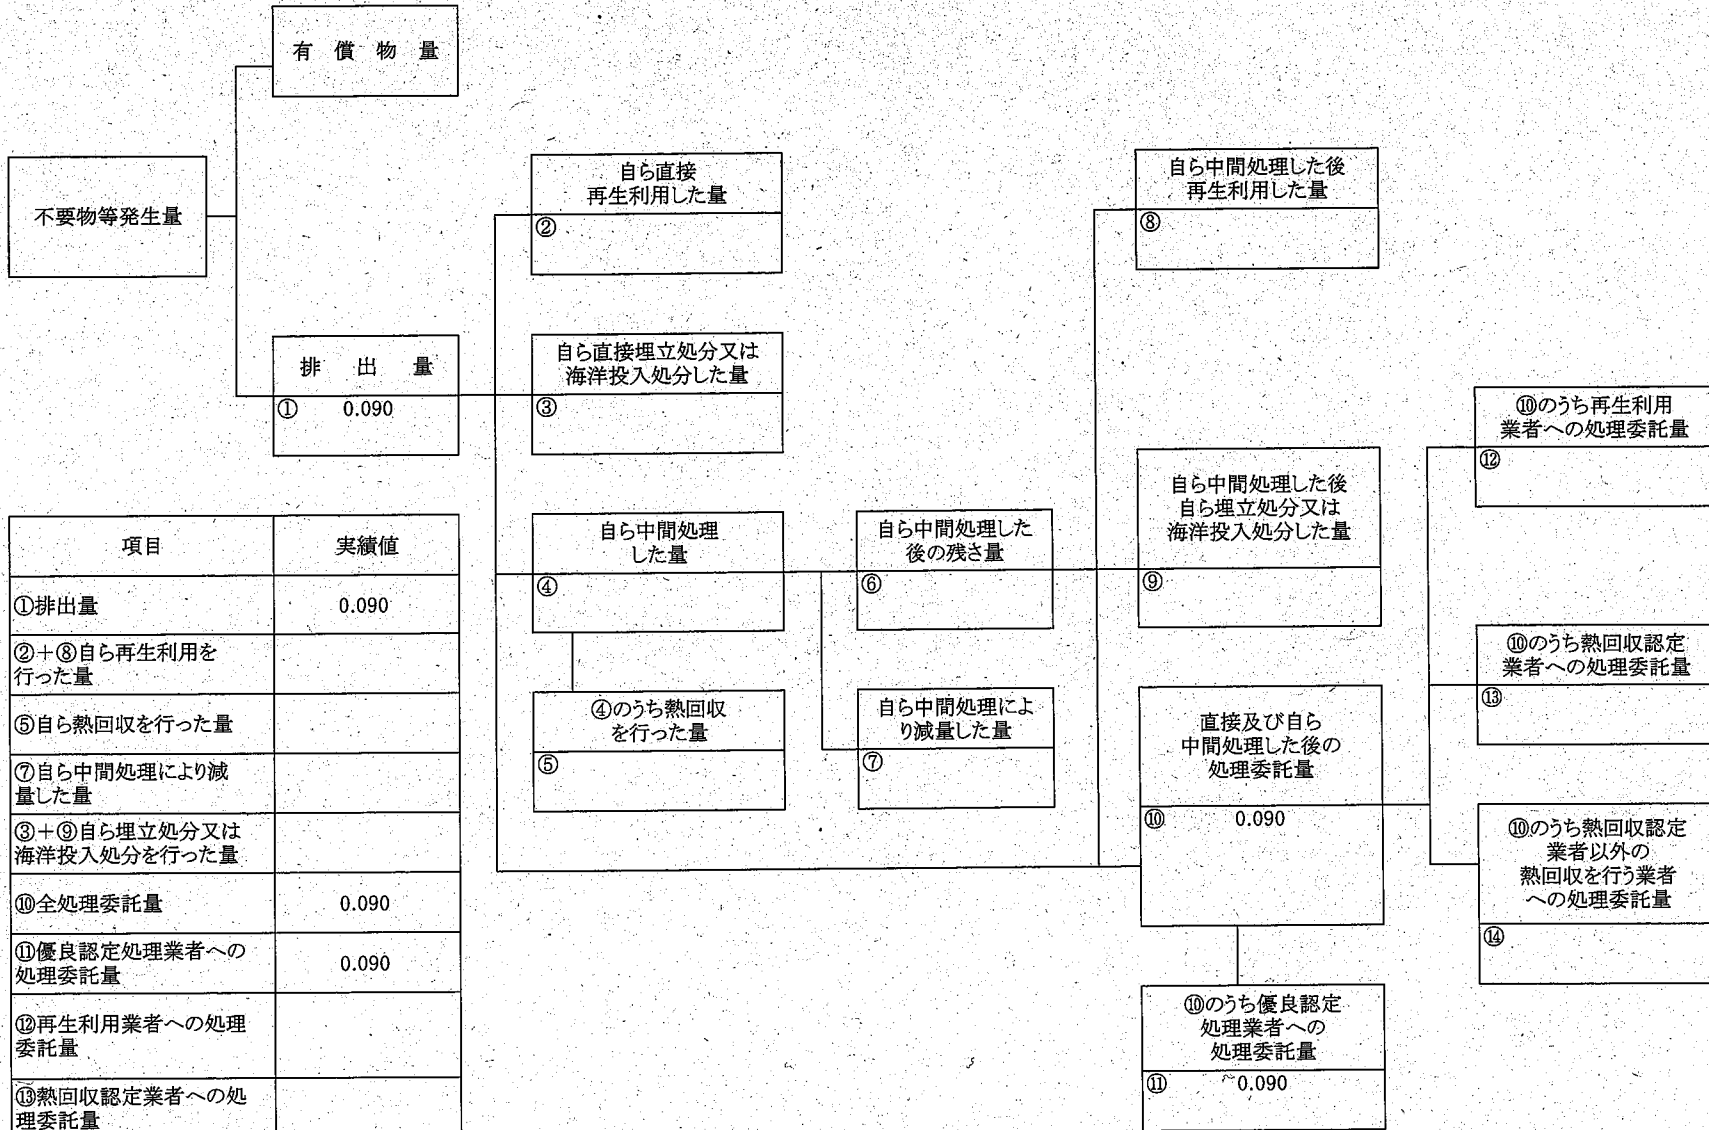 有償物量
不要物等発生量
排出量
① 0.090
自ら直接
再生利用した量
②
自ら直接埋立処分又は
海洋投入処分した量
③
自ら中間処理
した量
④
④のうち熱回収
を行った量
⑤
自ら中間処理した
後の残さ量
⑥
自ら中間処理によ
り減量した量
⑦
自ら中間処理した後
再生利用した量
⑧
自ら中間処理した後
自ら埋立処分又は
海洋投入処分した量
⑨
直接及び自ら
中間処理した後の
処理委託量
⑩ 0.090
⑩のうち優良認定
処理業者への
処理委託量
⑪ 0.090
⑩のうち再生利用
業者への処理委託量
⑫
⑩のうち熱回収認定
業者への処理委託量
⑬
⑩のうち熱回収認定
業者以外の
熱回収を行う業者
への処理委託量
⑭
項目 実績値
①排出量 0.090
②+⑧自ら再生利用を
行った量
⑤自ら熱回収を行った量
⑦自ら中間処理により減
量した量
③+⑨自ら埋立処分又は
海洋投入処分を行った量
⑩全処理委託量 0.090
⑪優良認定処理業者への
処理委託量 0.090
⑫再生利用業者への処理
委託量
⑬熱回収認定業者への処
理委託量